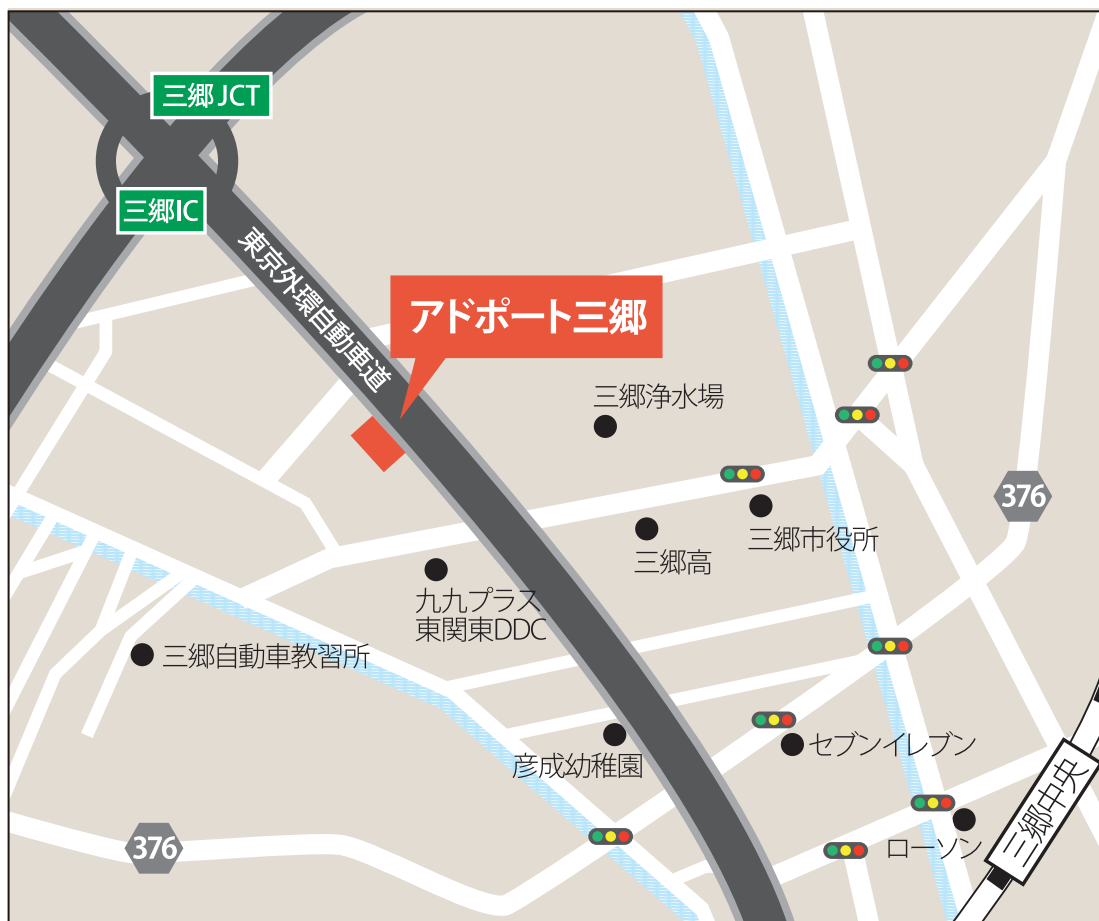 三郷 JCT
三郷IC
東京外環自動車道
アドポート三郷
三郷浄水場
376
三郷市役所
三郷高
九九プラス
東関東DDC
三郷自動車教習所
セブンイレブン
彦成幼稚園
三郷中央
ローソン
376